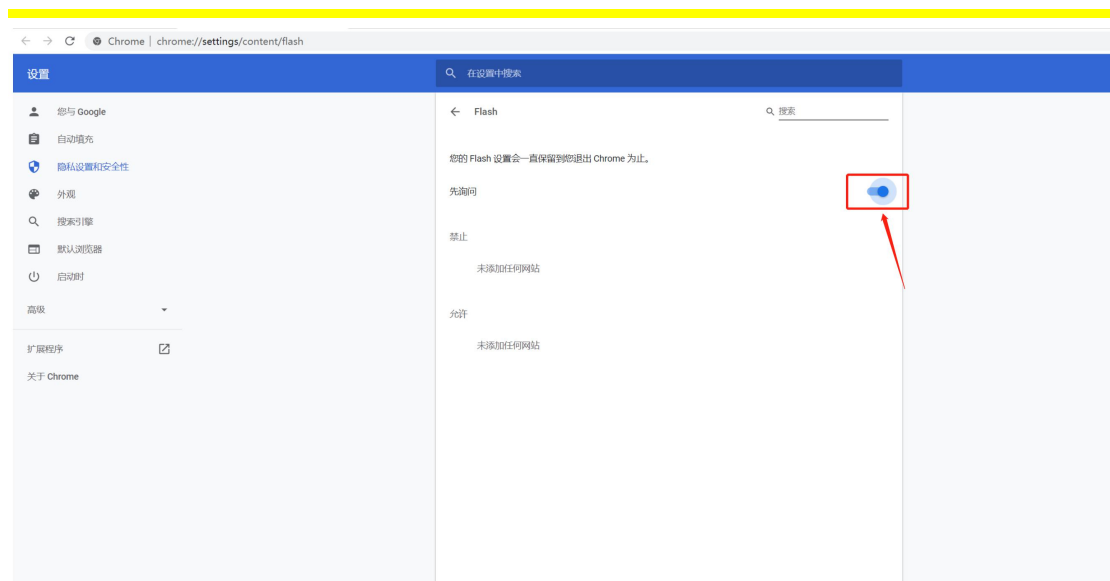 Chrome | chrome://settings/content/flash
设置
在设置中搜索
您与 Google
自动填充
隐私设置和安全性
外观
搜索引擎
默认浏览器
启动时
高级
扩展程序
关于 Chrome
Flash
搜索
您的 Flash 设置会一直保留到您退出 Chrome 为止。
先询问
禁止
未添加任何网站
允许
未添加任何网站